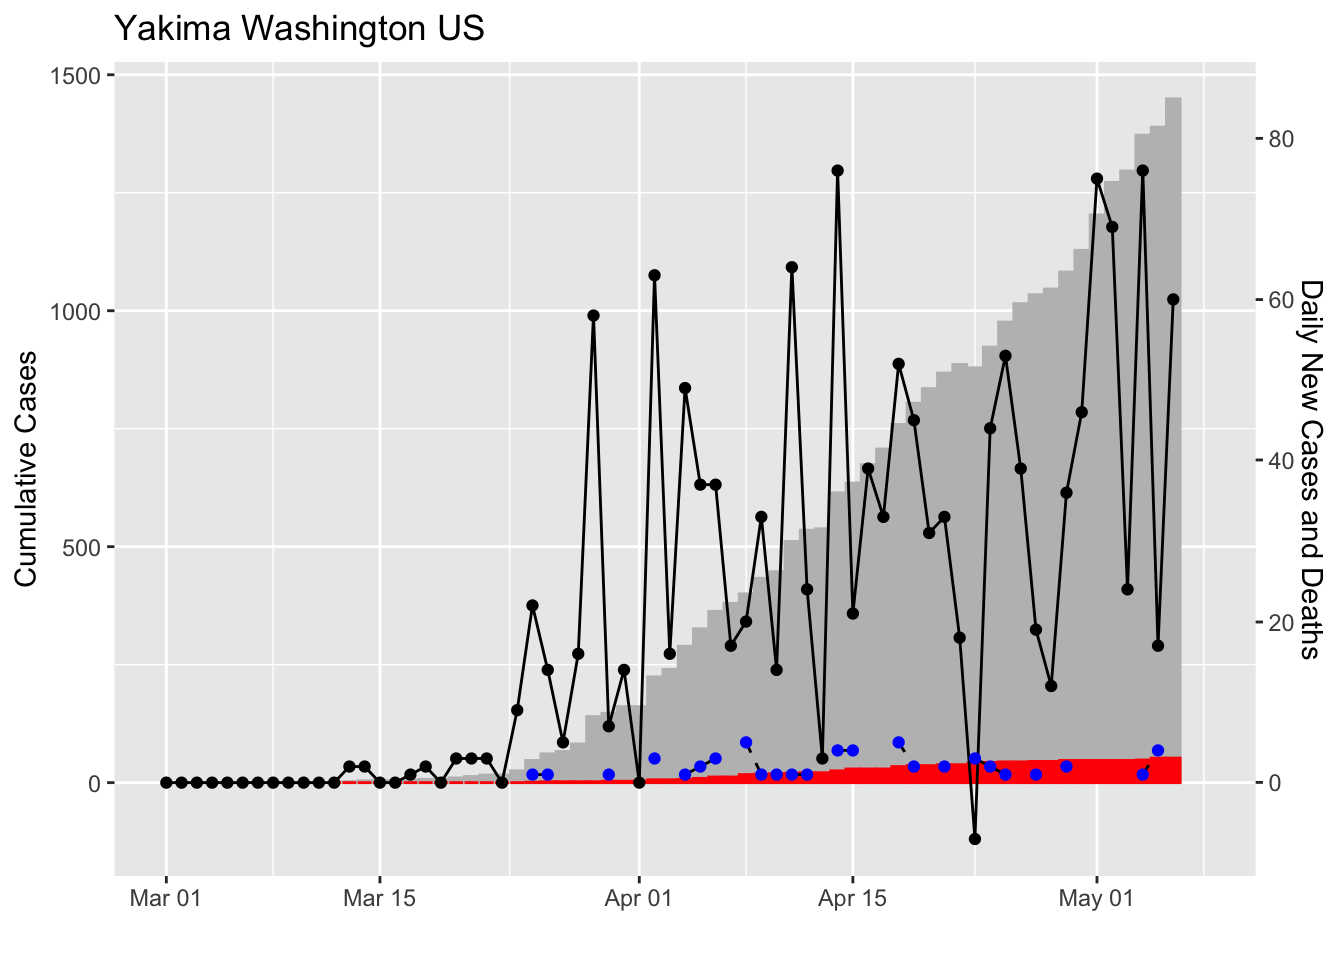 Yakima Washington US
1500
1000
500
0
Cumulative Cases
80
60
40
20
0
Daily New Cases and Deaths
Mar 01
Mar 15
Apr 01
Apr 15
May 01